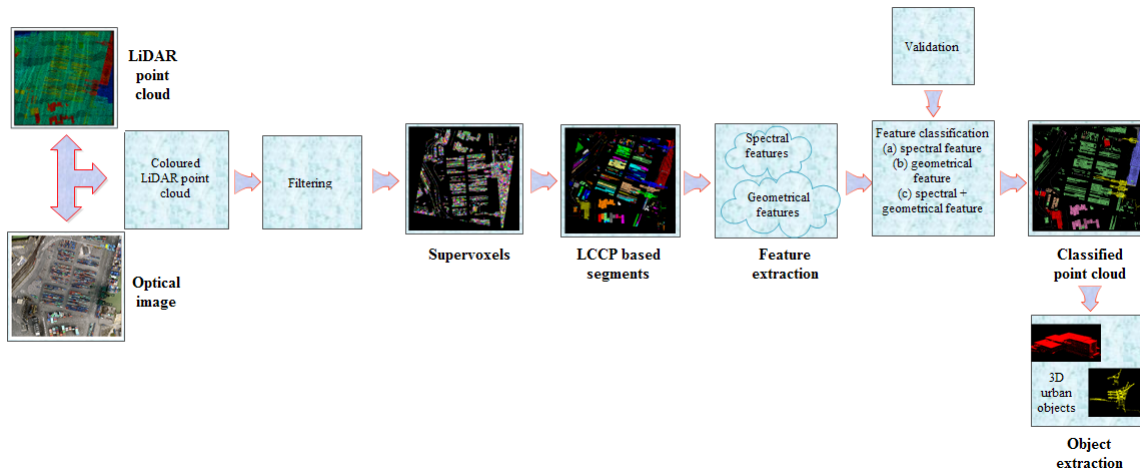 LiDAR
point
cloud
Optical
image
Coloured
LiDAR point
cloud
Filtering
Supervoxels
LCCP based
segments
Spectral
features
Geometrical
features
Feature
extraction
Validation
Feature classification
(a) spectral feature
(b) geometrical
feature
(c) spectral +
geometrical feature
Classified
point cloud
3D
urban
objects
Object
extraction